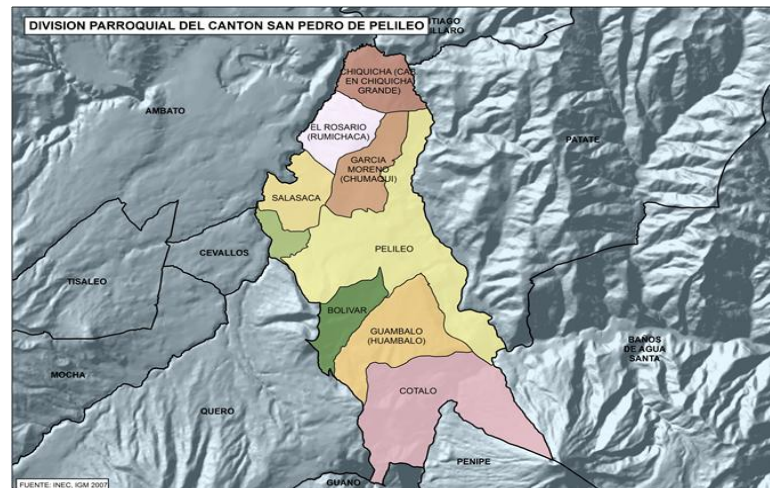 DIVISION PARROQUIAL DEL CANTON SAN PEDRO DE PELILEO
CHIQUICHA (CAB
EN CHIQUICHA
GRANDE)
AMBATO
EL ROSARIO
(RUMICHACA)
PATATE
GARCIA
MORENO
(CHUMAQUI)
SALASACA
PELILEO
CEVALLOS
TISALEO
BOLIVAR
GUAMBALO
(HUAMBALO)
BAÑOS
DE AGUA
SANTA
MOCHA
COTALO
QUERO
PENIPE
GUANO
FUENTE: INEC, IGM 2007